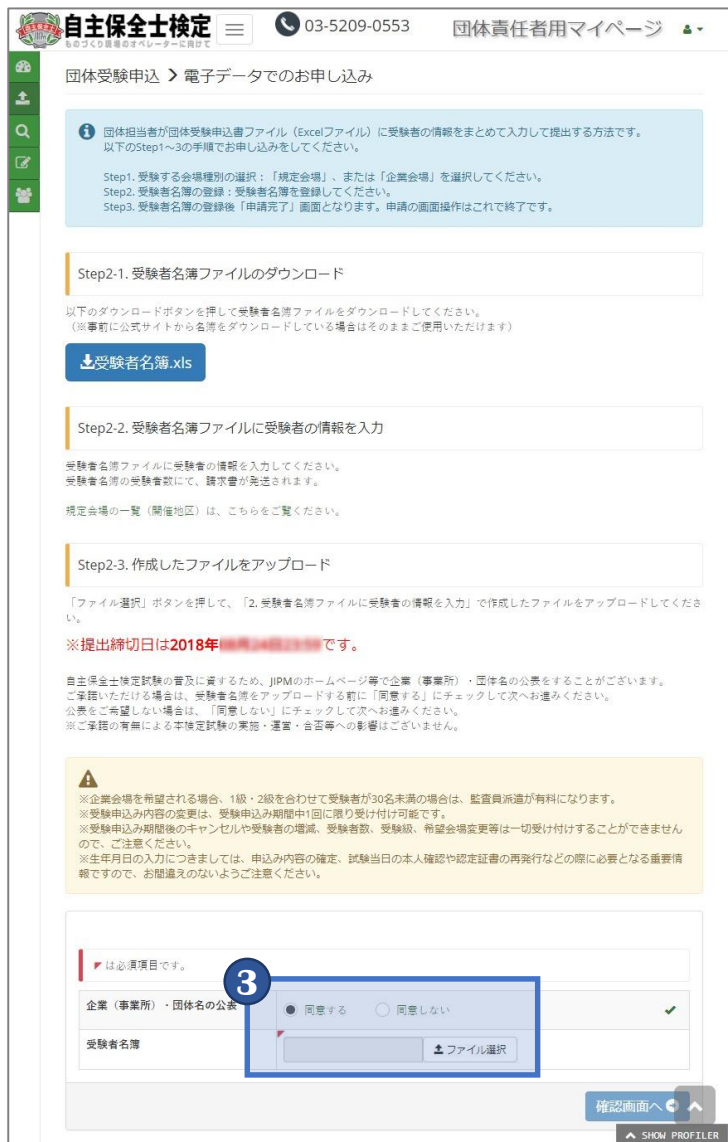 自主保全士検定
ものづくり現場のオペレーターに向けて
03-5209-0553
団体責任者用マイページ
団体受験申込 > 電子データでのお申し込み
団体担当者が団体受験申込書ファイル（Excelファイル）に受験者の情報をまとめて入力して提出する方法です。
以下のStep1～3の手順でお申し込みをしてください。
Step1. 受験する会場種別の選択：「規定会場」、または「企業会場」を選択してください。
Step2. 受験者名簿の登録：受験者名簿を登録してください。
Step3. 受験者名簿の登録後「申請完了」画面となります。申請の画面操作はこれで終了です。
Step2-1. 受験者名簿ファイルのダウンロード
以下のダウンロードボタンを押して受験者名簿ファイルをダウンロードしてください。
（※事前に公式サイトから名簿をダウンロードしている場合はそのままご使用いただけます）
受験者名簿.xls
Step2-2. 受験者名簿ファイルに受験者の情報を入力
受験者名簿ファイルに受験者の情報を入力してください。
受験者名簿の受験者数にて、請求書が発送されます。
規定会場の一覧（開催地区）は、こちらをご覧ください。
Step2-3. 作成したファイルをアップロード
「ファイル選択」ボタンを押して、「2. 受験者名簿ファイルに受験者の情報を入力」で作成したファイルをアップロードしてくださ
い。
※提出締切日は2018年 です。
自主保全士検定試験の普及に資するため、JIPMのホームページ等で企業（事業所）・団体名の公表をすることがございます。
ご承諾いただける場合は、受験者名簿をアップロードする前に「同意する」にチェックして次へお進みください。
公表をご希望しない場合は、「同意しない」にチェックして次へお進みください。
※ご承諾の有無による本検定試験の実施・運営・合否等への影響はございません。
※企業会場を希望される場合、1級・2級を合わせて受験者が30名未満の場合は、監査員派遣が有料になります。
※受験申込み内容の変更は、受験申込み期間中1回に限り受け付け可能です。
※受験申込み期間後のキャンセルや受験者の増減、受験者数、受験級、希望会場変更等は一切受け付けすることができません
ので、ご注意ください。
※生年月日の入力につきましては、申込み内容の確定、試験当日の本人確認や認定証書の再発行などの際に必要となる重要情
報ですので、お間違えのないようご注意ください。
は必須項目です。
3
企業（事業所）・団体名の公表
同意する 同意しない
受験者名簿
ファイル選択
確認画面へ
SHOW PROFILER